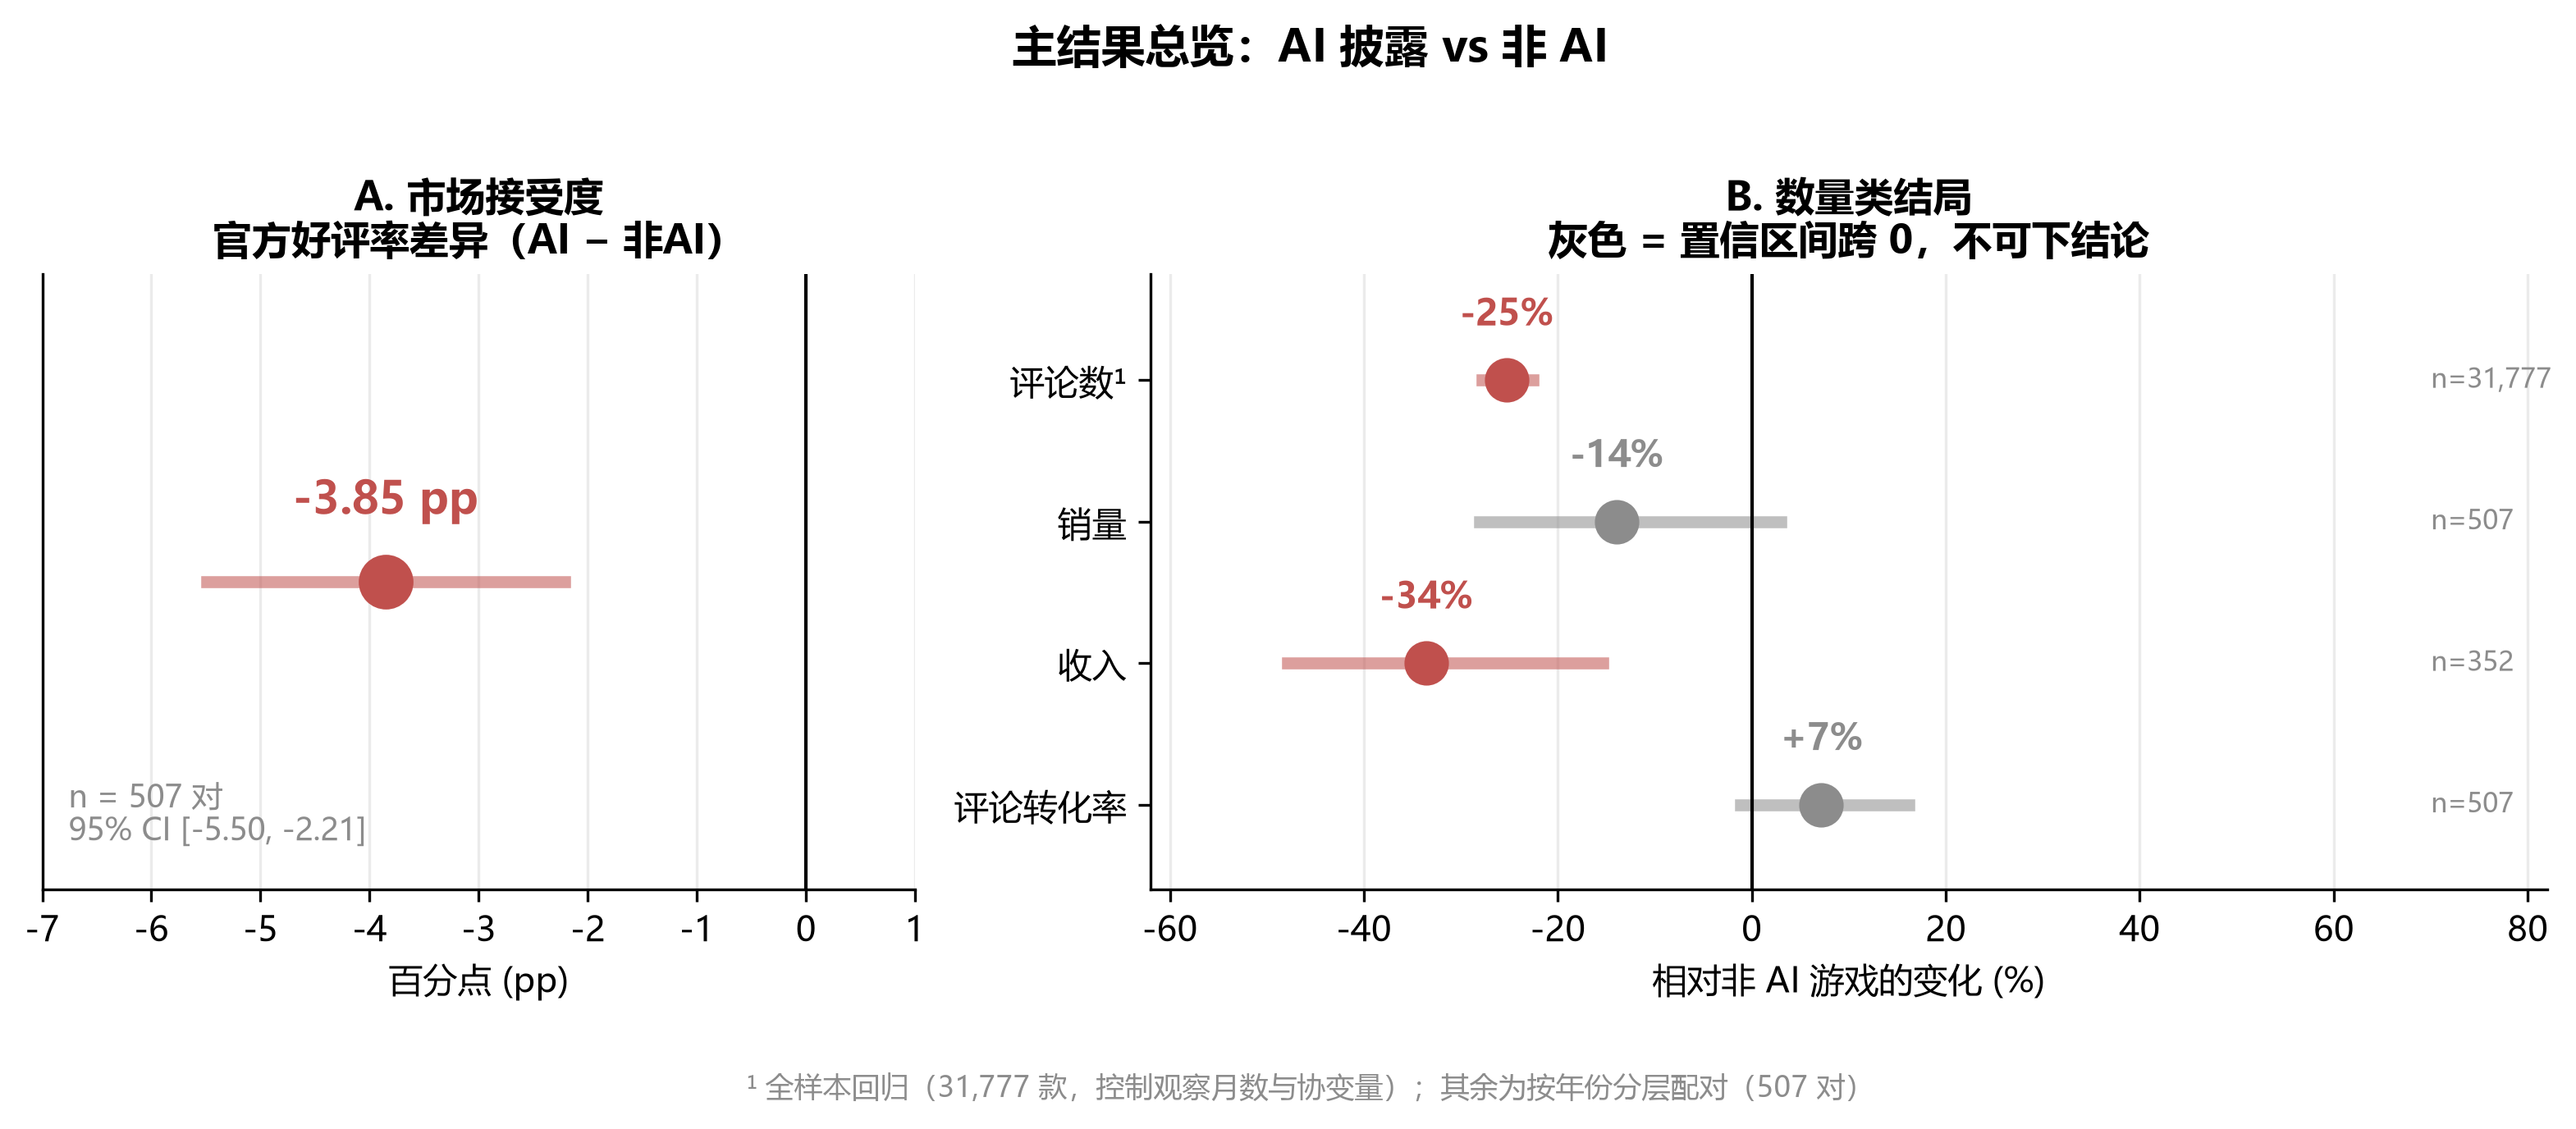 主结果总览：AI 披露 vs 非 AI
A. 市场接受度
官方好评率差异（AI − 非AI）
-3.85 pp
n = 507 对
95% CI [-5.50, -2.21]
-7 -6 -5 -4 -3 -2 -1 0 1
百分点 (pp)
B. 数量类结局
灰色 = 置信区间跨 0，不可下结论
-25%
评论数¹ n=31,777
-14%
销量 n=507
-34%
收入 n=352
+7%
评论转化率 n=507
-60 -40 -20 0 20 40 60 80
相对非 AI 游戏的变化 (%)
¹ 全样本回归（31,777 款，控制观察月数与协变量）；其余为按年份分层配对（507 对）